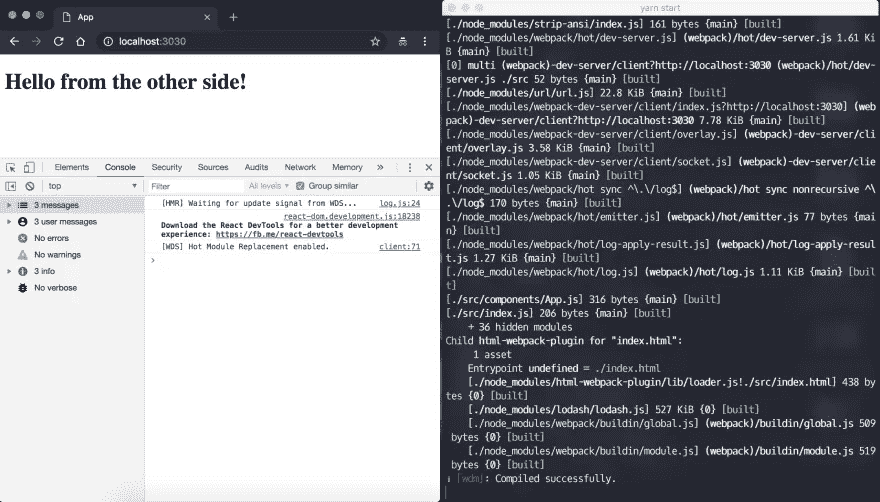 App
localhost:3030
Hello from the other side!
Elements Console Security Sources Audits Network Memory »
top Filter All levels Group similar
3 messages
3 user messages
No errors
No warnings
3 info
No verbose
[HMR] Waiting for update signal from WDS... log.js:24
react-dom.development.js:18238
Download the React DevTools for a better development
experience: https://fb.me/react-devtools
[WDS] Hot Module Replacement enabled. client:71
>
yarn start
[./node_modules/strip-ansi/index.js] 161 bytes {main} [built]
[./node_modules/webpack/hot/dev-server.js] (webpack)/hot/dev-server.js 1.61 Ki
B {main} [built]
[0] multi (webpack)-dev-server/client?http://localhost:3030 (webpack)/hot/dev-
server.js ./src 52 bytes {main} [built]
[./node_modules/url/url.js] 22.8 KiB {main} [built]
[./node_modules/webpack-dev-server/client/index.js?http://localhost:3030] (web
pack)-dev-server/client?http://localhost:3030 7.78 KiB {main} [built]
[./node_modules/webpack-dev-server/client/overlay.js] (webpack)-dev-server/cli
ent/overlay.js 3.58 KiB {main} [built]
[./node_modules/webpack-dev-server/client/socket.js] (webpack)-dev-server/clie
nt/socket.js 1.05 KiB {main} [built]
[./node_modules/webpack/hot sync ^\.\/log$] (webpack)/hot sync nonrecursive ^\
.\/log$ 170 bytes {main} [built]
[./node_modules/webpack/hot/emitter.js] (webpack)/hot/emitter.js 77 bytes {mai
n} [built]
[./node_modules/webpack/hot/log-apply-result.js] (webpack)/hot/log-apply-resul
t.js 1.27 KiB {main} [built]
[./node_modules/webpack/hot/log.js] (webpack)/hot/log.js 1.11 KiB {main} [buil
t]
[./src/components/App.js] 316 bytes {main} [built]
[./src/index.js] 206 bytes {main} [built]
+ 36 hidden modules
Child html-webpack-plugin for "index.html":
1 asset
Entrypoint undefined = ./index.html
[./node_modules/html-webpack-plugin/lib/loader.js!./src/index.html] 438 by
tes {0} [built]
[./node_modules/lodash/lodash.js] 527 KiB {0} [built]
[./node_modules/webpack/buildin/global.js] (webpack)/buildin/global.js 509
bytes {0} [built]
[./node_modules/webpack/buildin/module.js] (webpack)/buildin/module.js 519
bytes {0} [built]
i [wdm]: Compiled successfully.